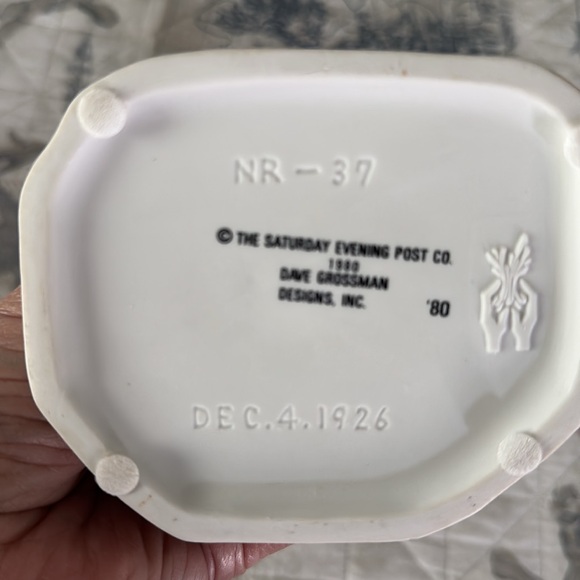 NR-37
© THE SATURDAY EVENING POST CO.
1980
DAVE GROSSMAN
DESIGNS, INC.
'80
DEC.4.1926